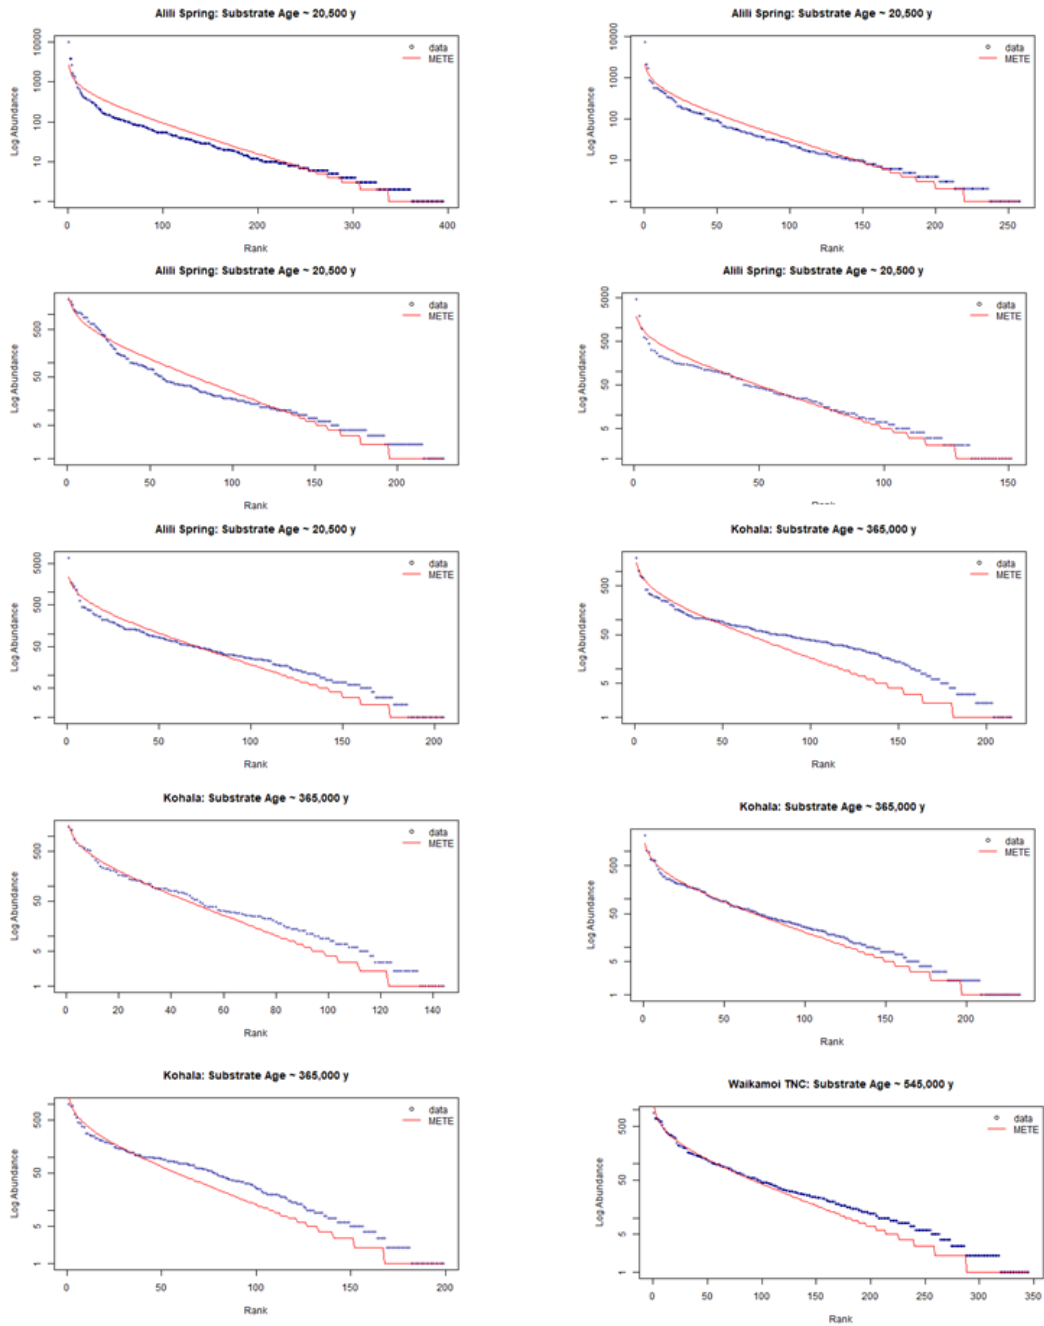 Alili Spring: Substrate Age ~ 20,500 y
data
METE
Log Abundance
10000
1000
100
10
1
0 100 200 300 400
Rank
Alili Spring: Substrate Age ~ 20,500 y
data
METE
Log Abundance
10000
1000
100
10
1
0 50 100 150 200 250
Rank
Alili Spring: Substrate Age ~ 20,500 y
data
METE
Log Abundance
500
50
5
1
0 50 100 150 200
Rank
Alili Spring: Substrate Age ~ 20,500 y
data
METE
Log Abundance
5000
500
50
5
1
0 50 100 150
Alili Spring: Substrate Age ~ 20,500 y
data
METE
Log Abundance
5000
500
50
5
1
0 50 100 150 200
Rank
Kohala: Substrate Age ~ 365,000 y
data
METE
Log Abundance
500
50
5
1
0 50 100 150 200
Rank
Kohala: Substrate Age ~ 365,000 y
data
METE
Log Abundance
500
50
5
1
0 20 40 60 80 100 120 140
Rank
Kohala: Substrate Age ~ 365,000 y
data
METE
Log Abundance
500
50
5
1
0 50 100 150 200
Rank
Kohala: Substrate Age ~ 365,000 y
data
METE
Log Abundance
500
50
5
1
0 50 100 150 200
Rank
Waikamoi TNC: Substrate Age ~ 545,000 y
data
METE
Log Abundance
500
50
5
1
0 50 100 150 200 250 300 350
Rank